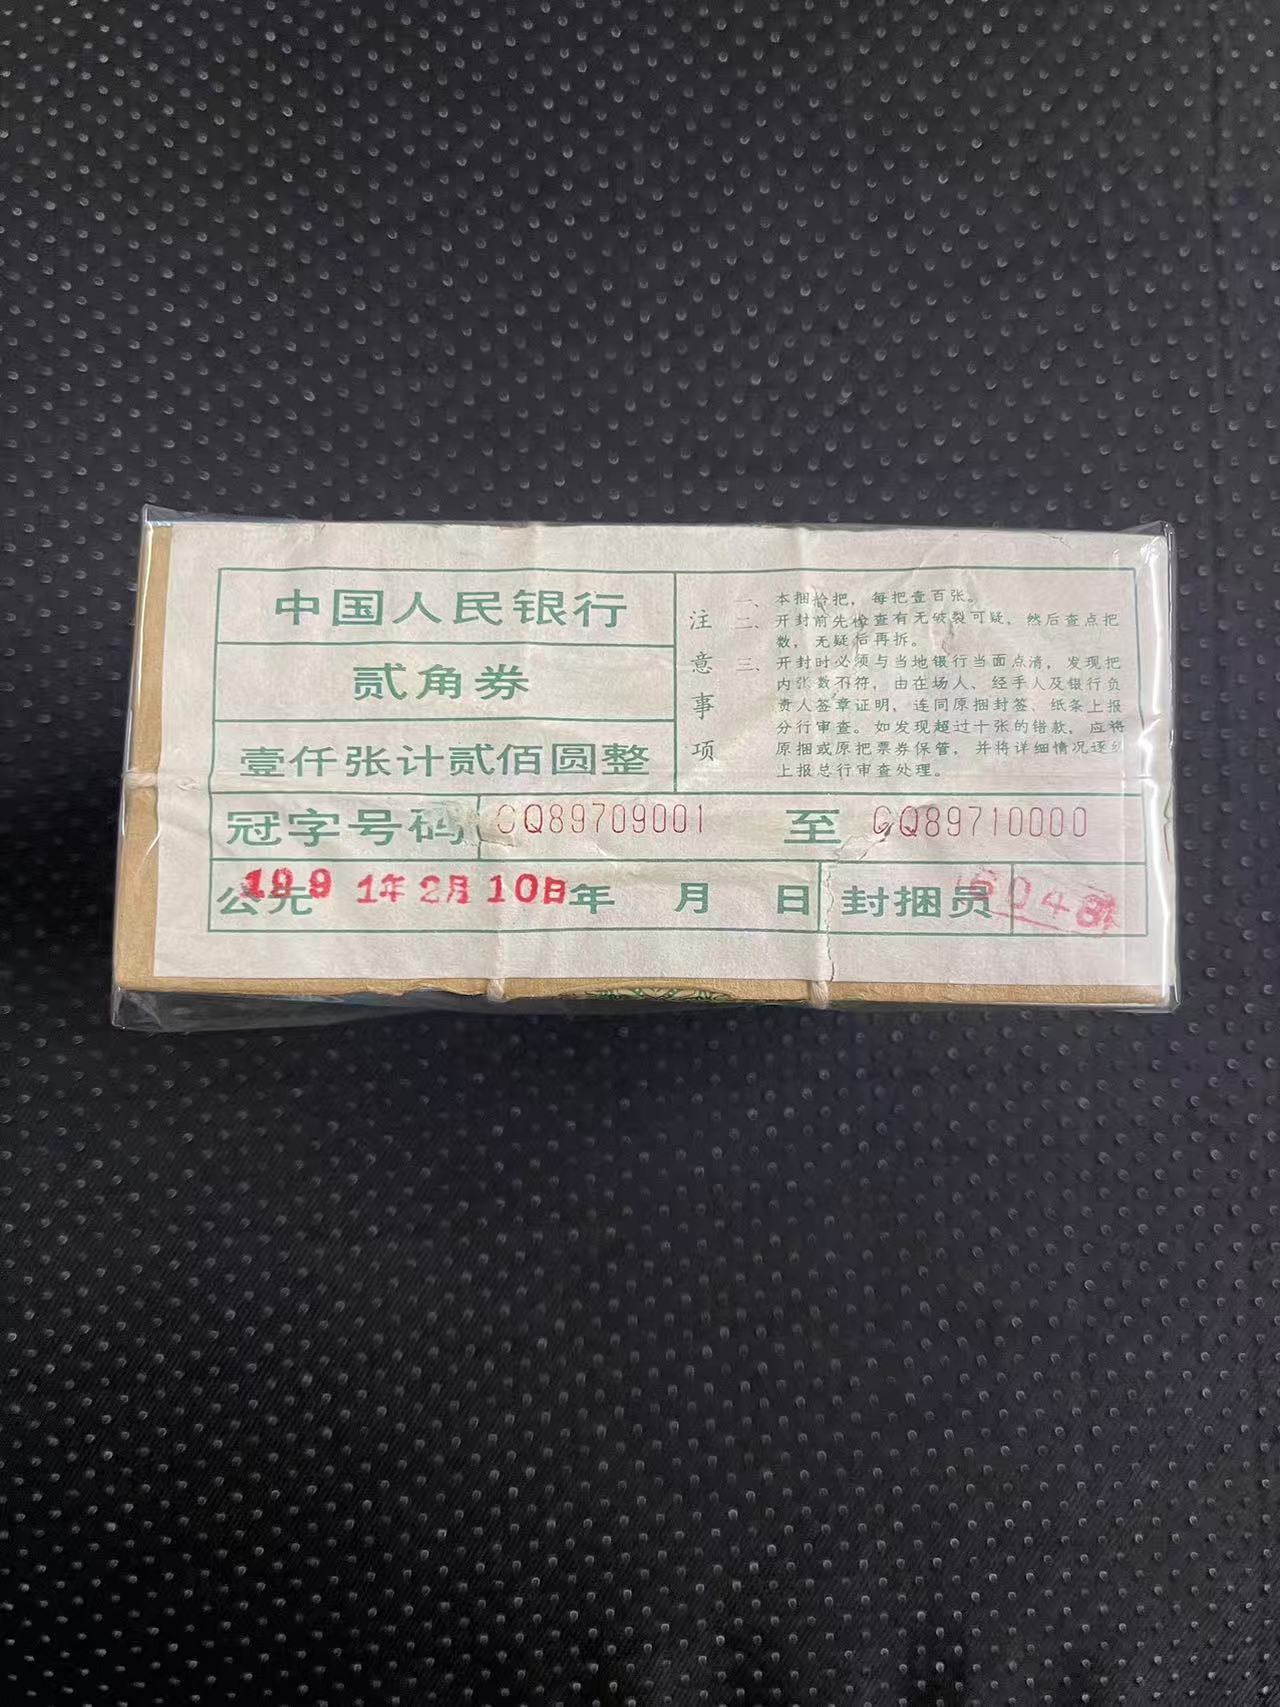 中国人民银行
贰角券
壹仟张计贰佰圆整
注意事项
一、本捆拾把，每把壹百张。
二、开封前先检查有无破裂可疑，然后查点把
数，无疑后再拆。
三、开封时必须与当地银行当面点清，发现把
内张数不符，由在场人、经手人及银行负
责人签章证明，连同原捆封签、纸条上报
分行审查。如发现超过十张的错款，应将
原捆或原把票券保管，并将详细情况逐级
上报总行审查处理。
冠字号码 CQ89709001 至 CQ89710000
公元 年 月 日 封捆员
1991年2月10日